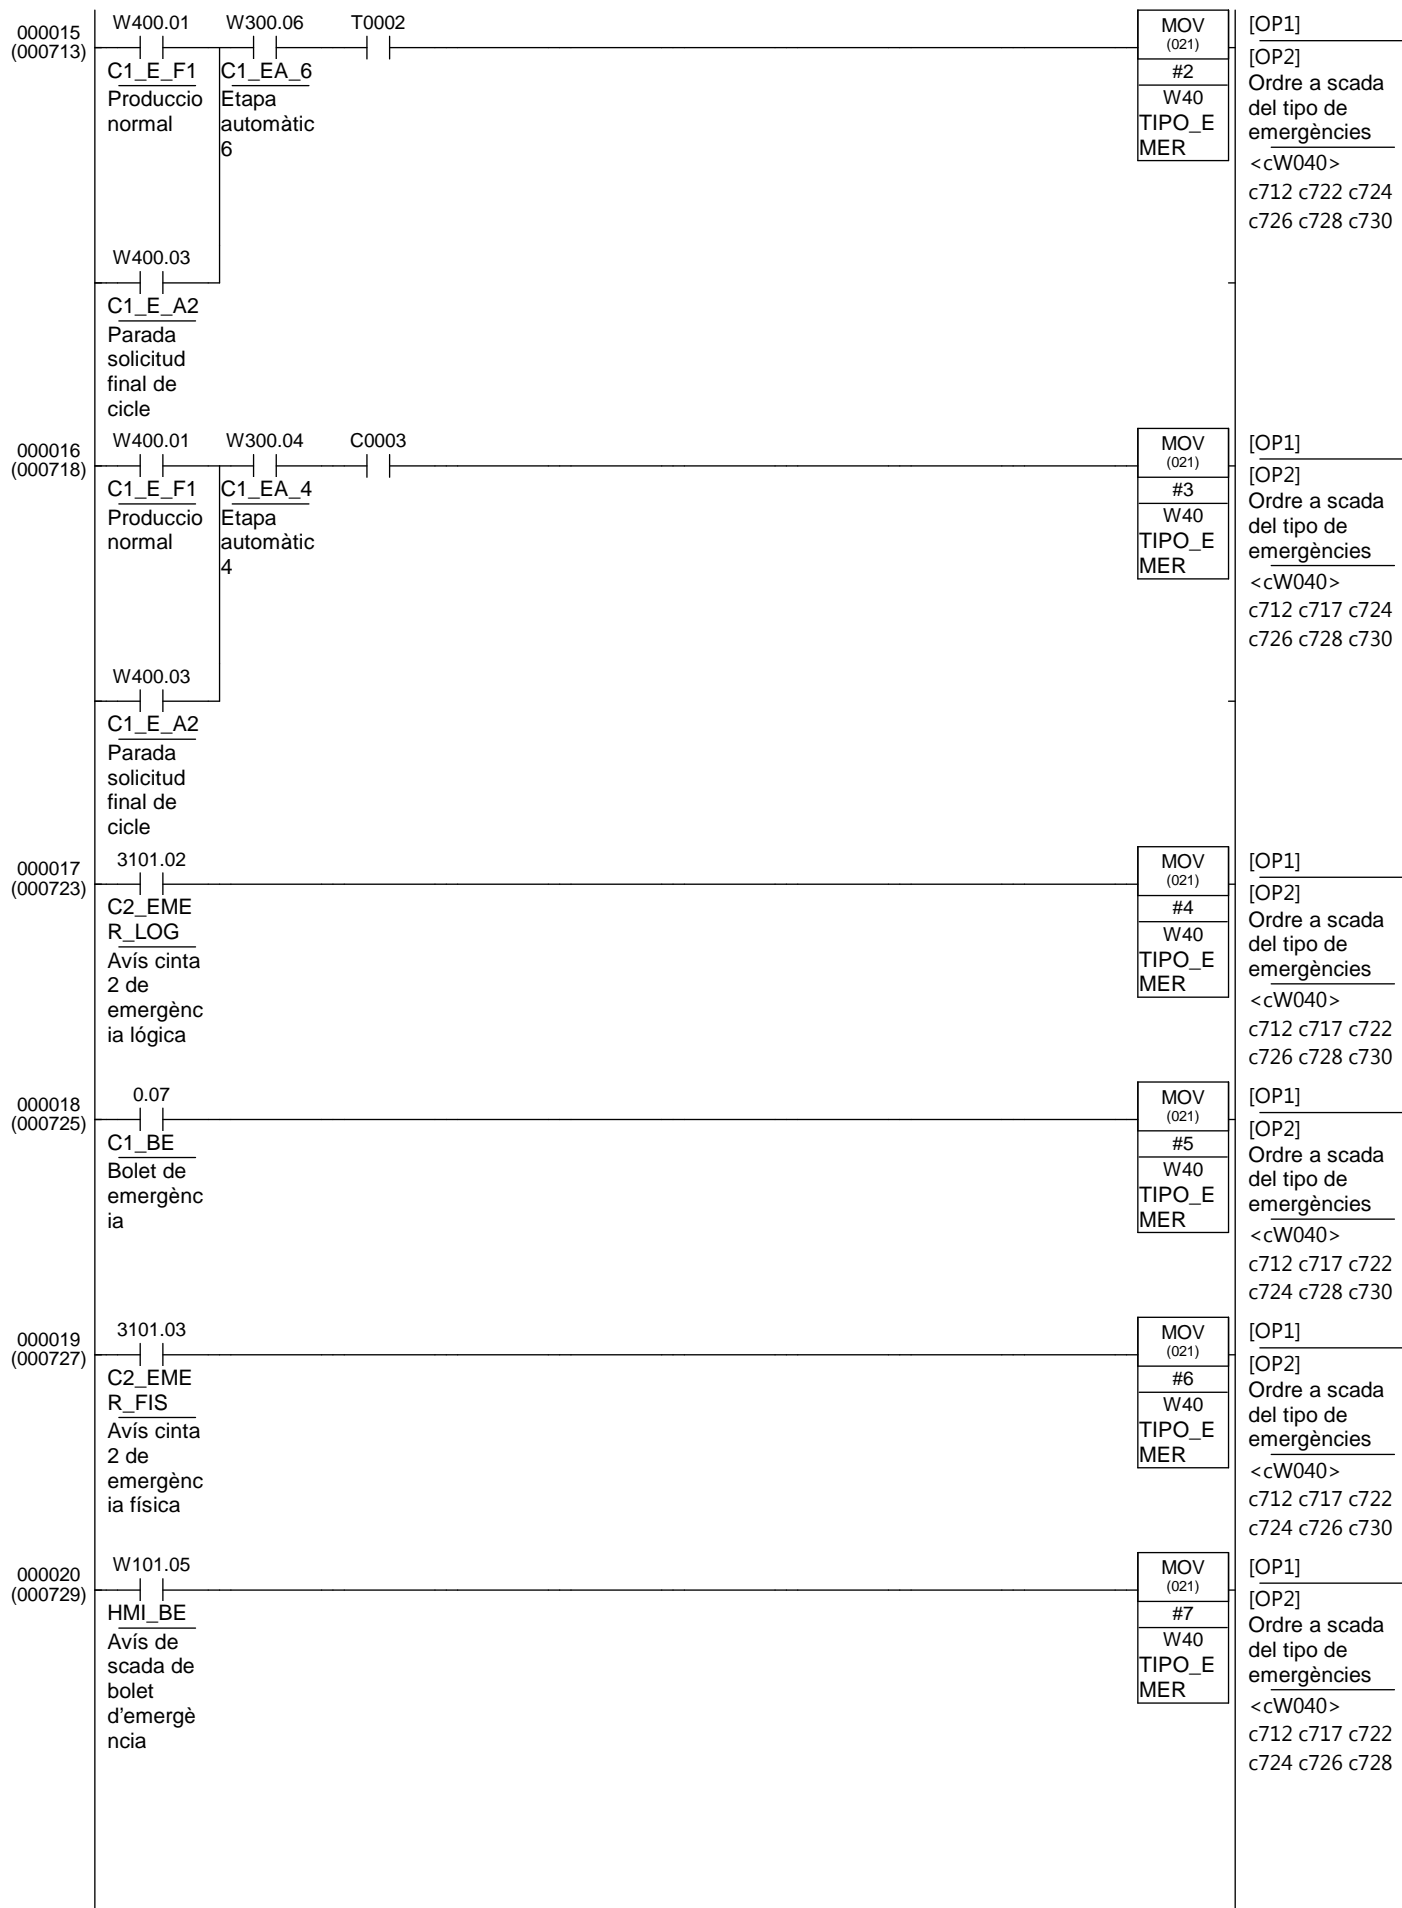 000015
(000713)
W400.01
C1_E_F1
Produccio
normal
W300.06
C1_EA_6
Etapa
automàtic
6
T0002
MOV
(021)
#2
W40
TIPO_E
MER
[OP1]
[OP2]
Ordre a scada
del tipo de
emergències
<cW040>
c712 c722 c724
c726 c728 c730
W400.03
C1_E_A2
Parada
solicitud
final de
cicle
000016
(000718)
W400.01
C1_E_F1
Produccio
normal
W300.04
C1_EA_4
Etapa
automàtic
4
C0003
MOV
(021)
#3
W40
TIPO_E
MER
[OP1]
[OP2]
Ordre a scada
del tipo de
emergències
<cW040>
c712 c717 c724
c726 c728 c730
W400.03
C1_E_A2
Parada
solicitud
final de
cicle
000017
(000723)
3101.02
C2_EME
R_LOG
Avís cinta
2 de
emergènc
ia lógica
MOV
(021)
#4
W40
TIPO_E
MER
[OP1]
[OP2]
Ordre a scada
del tipo de
emergències
<cW040>
c712 c717 c722
c726 c728 c730
000018
(000725)
0.07
C1_BE
Bolet de
emergènc
ia
MOV
(021)
#5
W40
TIPO_E
MER
[OP1]
[OP2]
Ordre a scada
del tipo de
emergències
<cW040>
c712 c717 c722
c724 c728 c730
000019
(000727)
3101.03
C2_EME
R_FIS
Avís cinta
2 de
emergènc
ia física
MOV
(021)
#6
W40
TIPO_E
MER
[OP1]
[OP2]
Ordre a scada
del tipo de
emergències
<cW040>
c712 c717 c722
c724 c726 c730
000020
(000729)
W101.05
HMI_BE
Avís de
scada de
bolet
d'emergè
ncia
MOV
(021)
#7
W40
TIPO_E
MER
[OP1]
[OP2]
Ordre a scada
del tipo de
emergències
<cW040>
c712 c717 c722
c724 c726 c728